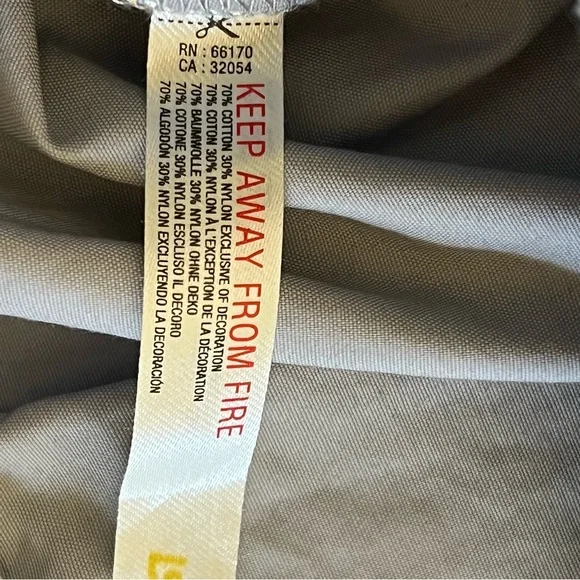 RN : 66170
CA : 32054
KEEP AWAY FROM FIRE
70% COTTON 30% NYLON EXCLUSIVE OF DECORATION
70% COTON 30% NYLON À L'EXCEPTION DE LA DÉCORATION
70% BAUMWOLLE 30% NYLON OHNE DEKO
70% COTONE 30% NYLON ESCLUSO IL DECORO
70% ALGODÓN 30% NYLON EXCLUYENDO LA DECORACIÓN